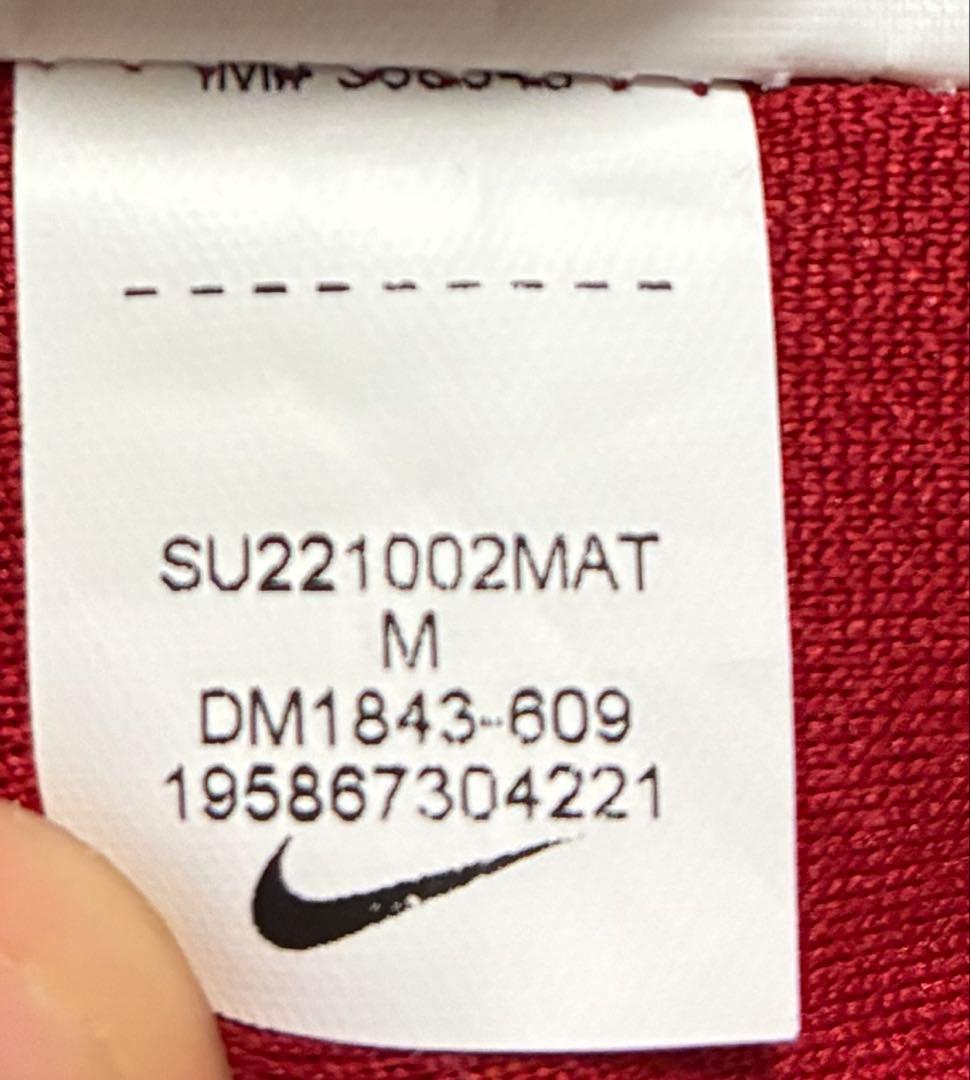 - - - - - - - - -
SU221002MAT
M
DM1843-609
195867304221